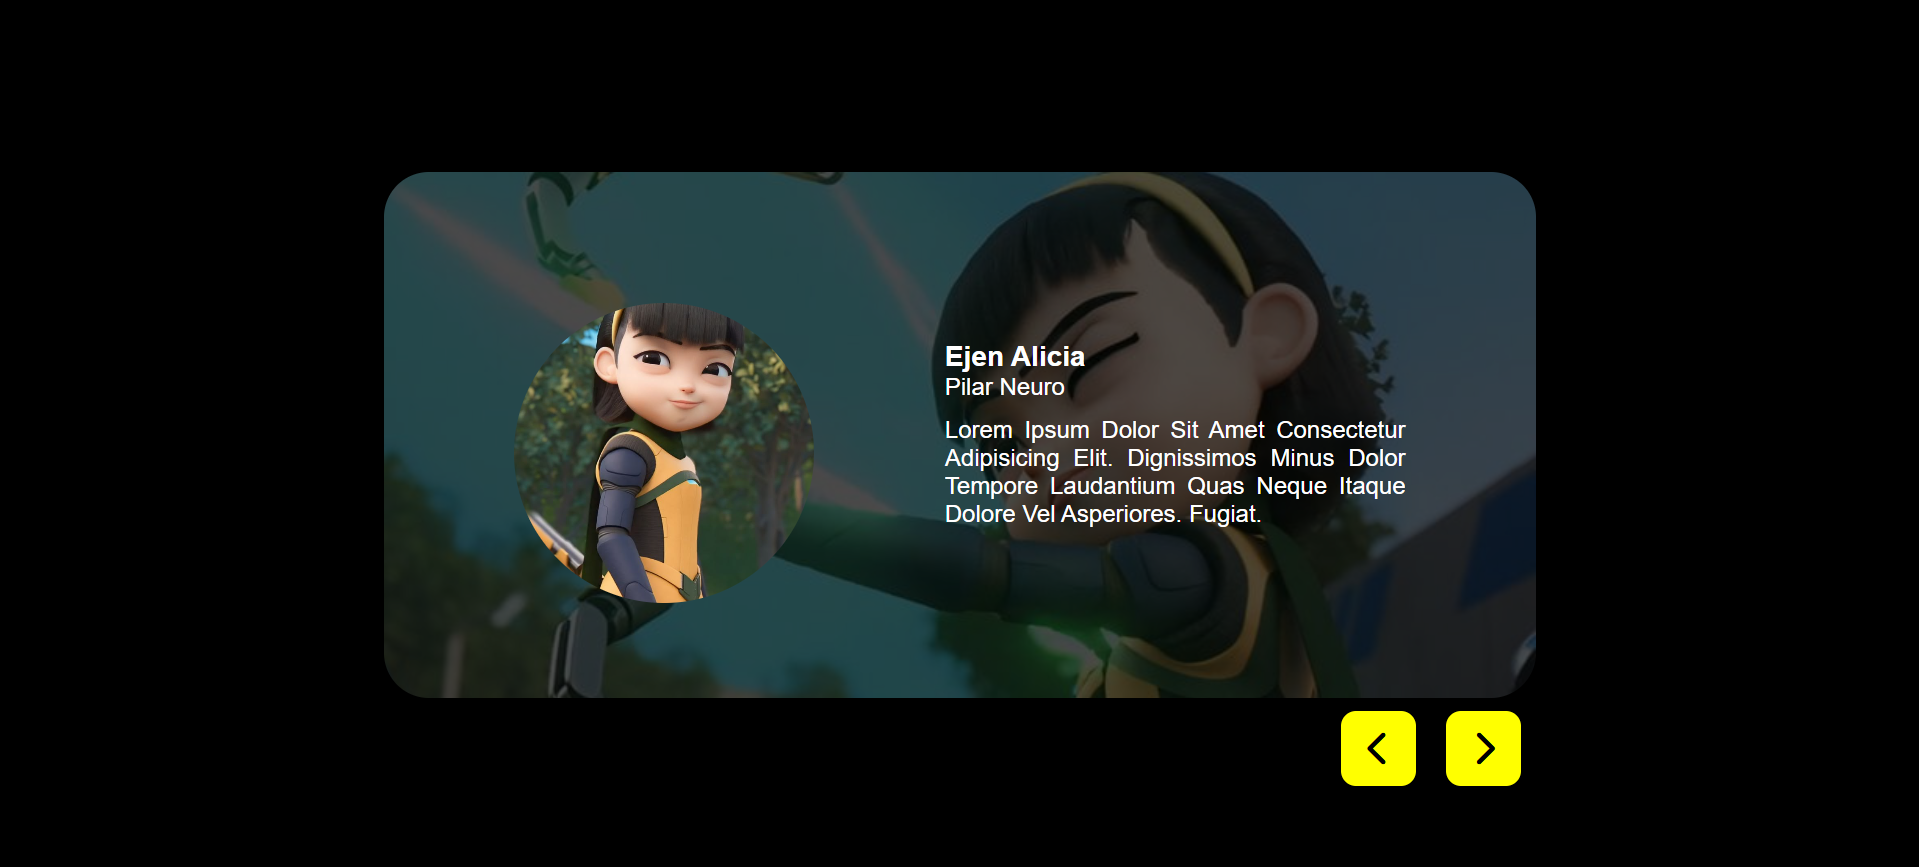 Ejen Alicia
Pilar Neuro
Lorem Ipsum Dolor Sit Amet Consectetur
Adipisicing Elit. Dignissimos Minus Dolor
Tempore Laudantium Quas Neque Itaque
Dolore Vel Asperiores. Fugiat.